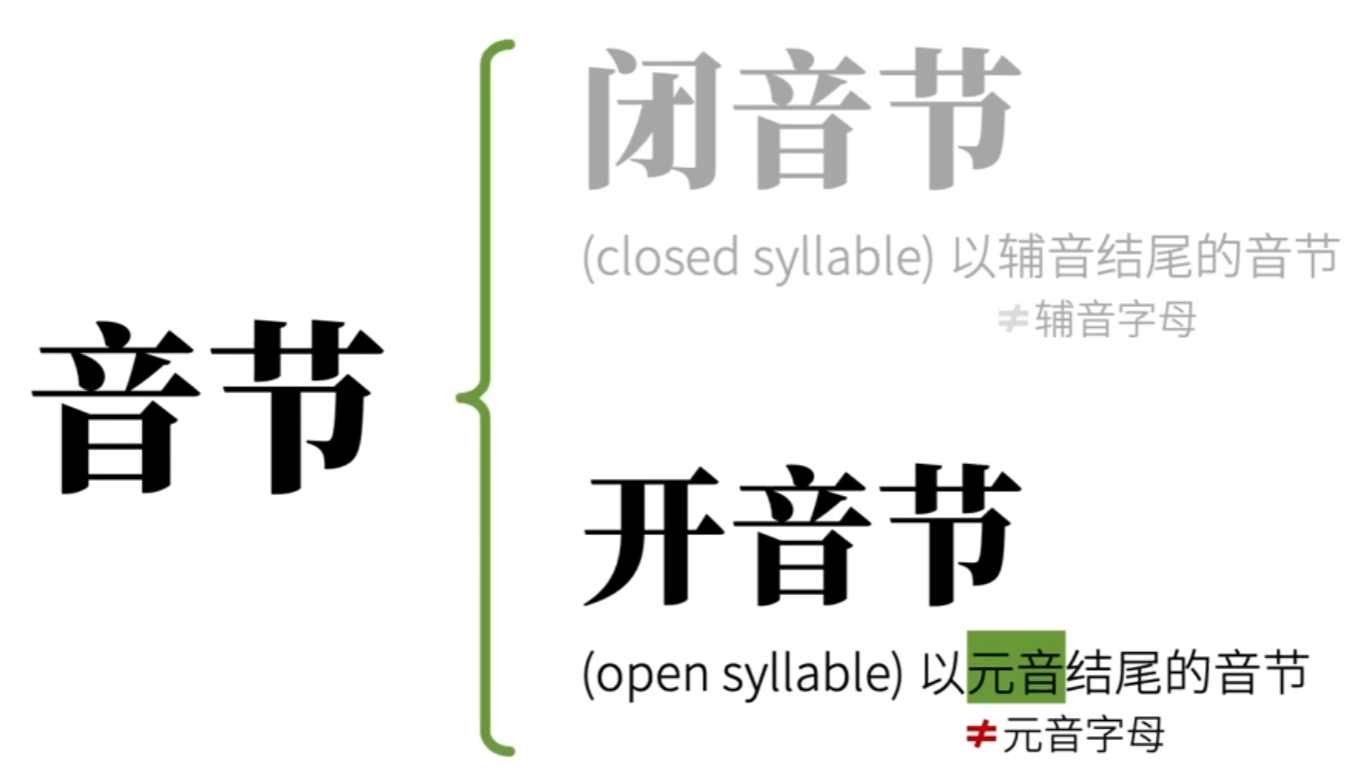 音节
闭音节
(closed syllable) 以辅音结尾的音节
≠辅音字母
开音节
(open syllable) 以元音结尾的音节
≠元音字母